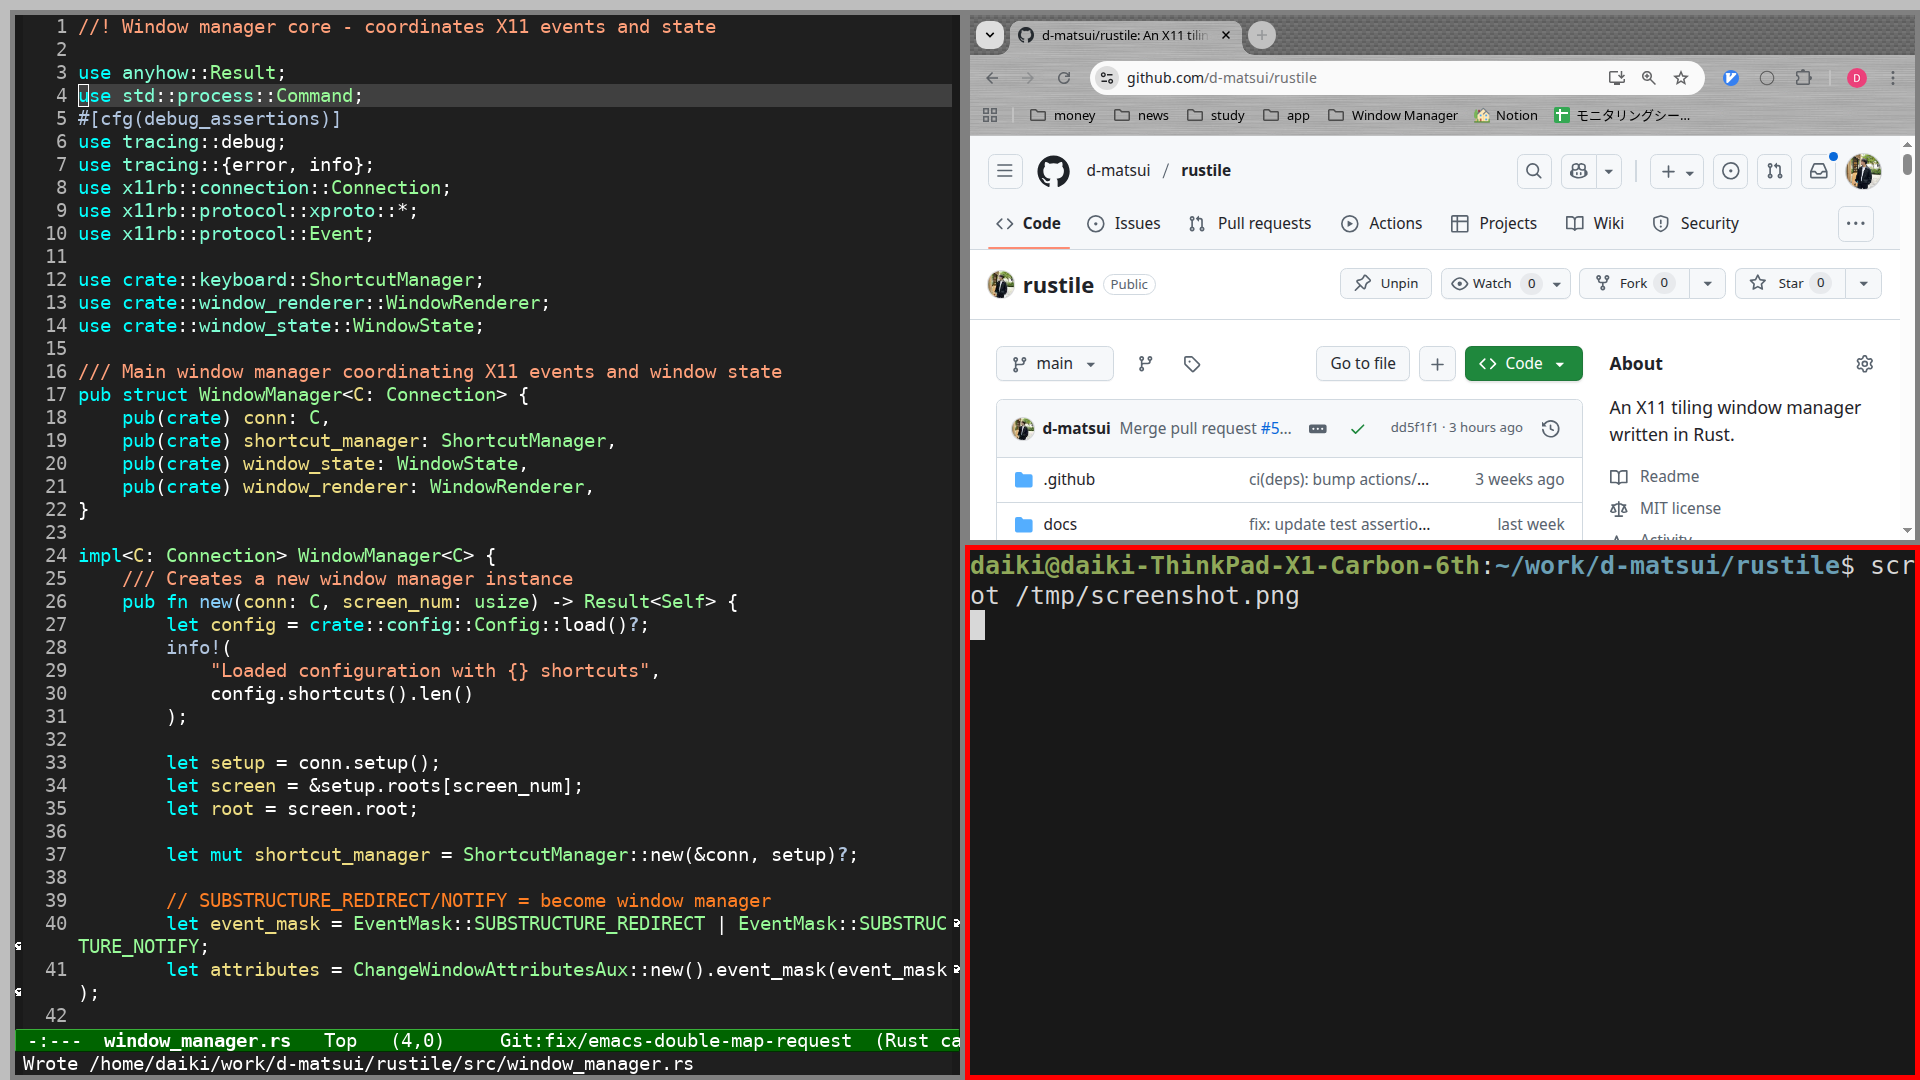 1 //! Window manager core - coordinates X11 events and state
2
3 use anyhow::Result;
4 use std::process::Command;
5 #[cfg(debug_assertions)]
6 use tracing::debug;
7 use tracing::{error, info};
8 use x11rb::connection::Connection;
9 use x11rb::protocol::xproto::*;
10 use x11rb::protocol::Event;
11
12 use crate::keyboard::ShortcutManager;
13 use crate::window_renderer::WindowRenderer;
14 use crate::window_state::WindowState;
15
16 /// Main window manager coordinating X11 events and window state
17 pub struct WindowManager<C: Connection> {
18     pub(crate) conn: C,
19     pub(crate) shortcut_manager: ShortcutManager,
20     pub(crate) window_state: WindowState,
21     pub(crate) window_renderer: WindowRenderer,
22 }
23
24 impl<C: Connection> WindowManager<C> {
25     /// Creates a new window manager instance
26     pub fn new(conn: C, screen_num: usize) -> Result<Self> {
27         let config = crate::config::Config::load()?;
28         info!(
29             "Loaded configuration with {} shortcuts",
30             config.shortcuts().len()
31         );
32
33         let setup = conn.setup();
34         let screen = &setup.roots[screen_num];
35         let root = screen.root;
36
37         let mut shortcut_manager = ShortcutManager::new(&conn, setup)?;
38
39         // SUBSTRUCTURE_REDIRECT/NOTIFY = become window manager
40         let event_mask = EventMask::SUBSTRUCTURE_REDIRECT | EventMask::SUBSTRUC
TURE_NOTIFY;
41         let attributes = ChangeWindowAttributesAux::new().event_mask(event_mask
);
42
-:--- window_manager.rs Top (4,0) Git:fix/emacs-double-map-request (Rust ca
Wrote /home/daiki/work/d-matsui/rustile/src/window_manager.rs
d-matsui/rustile: An X11 tilin
github.com/d-matsui/rustile
D
money news study app Window Manager Notion モニタリングシー...
d-matsui / rustile
Code Issues Pull requests Actions Projects Wiki Security
rustile Public Unpin Watch 0 Fork 0 Star 0
main Go to file Code About
An X11 tiling window manager
written in Rust.
d-matsui Merge pull request #5... dd5f1f1 · 3 hours ago
.github ci(deps): bump actions/... 3 weeks ago
docs fix: update test assertio... last week
Readme
MIT license
Activity
daiki@daiki-ThinkPad-X1-Carbon-6th:~/work/d-matsui/rustile$ scr
ot /tmp/screenshot.png